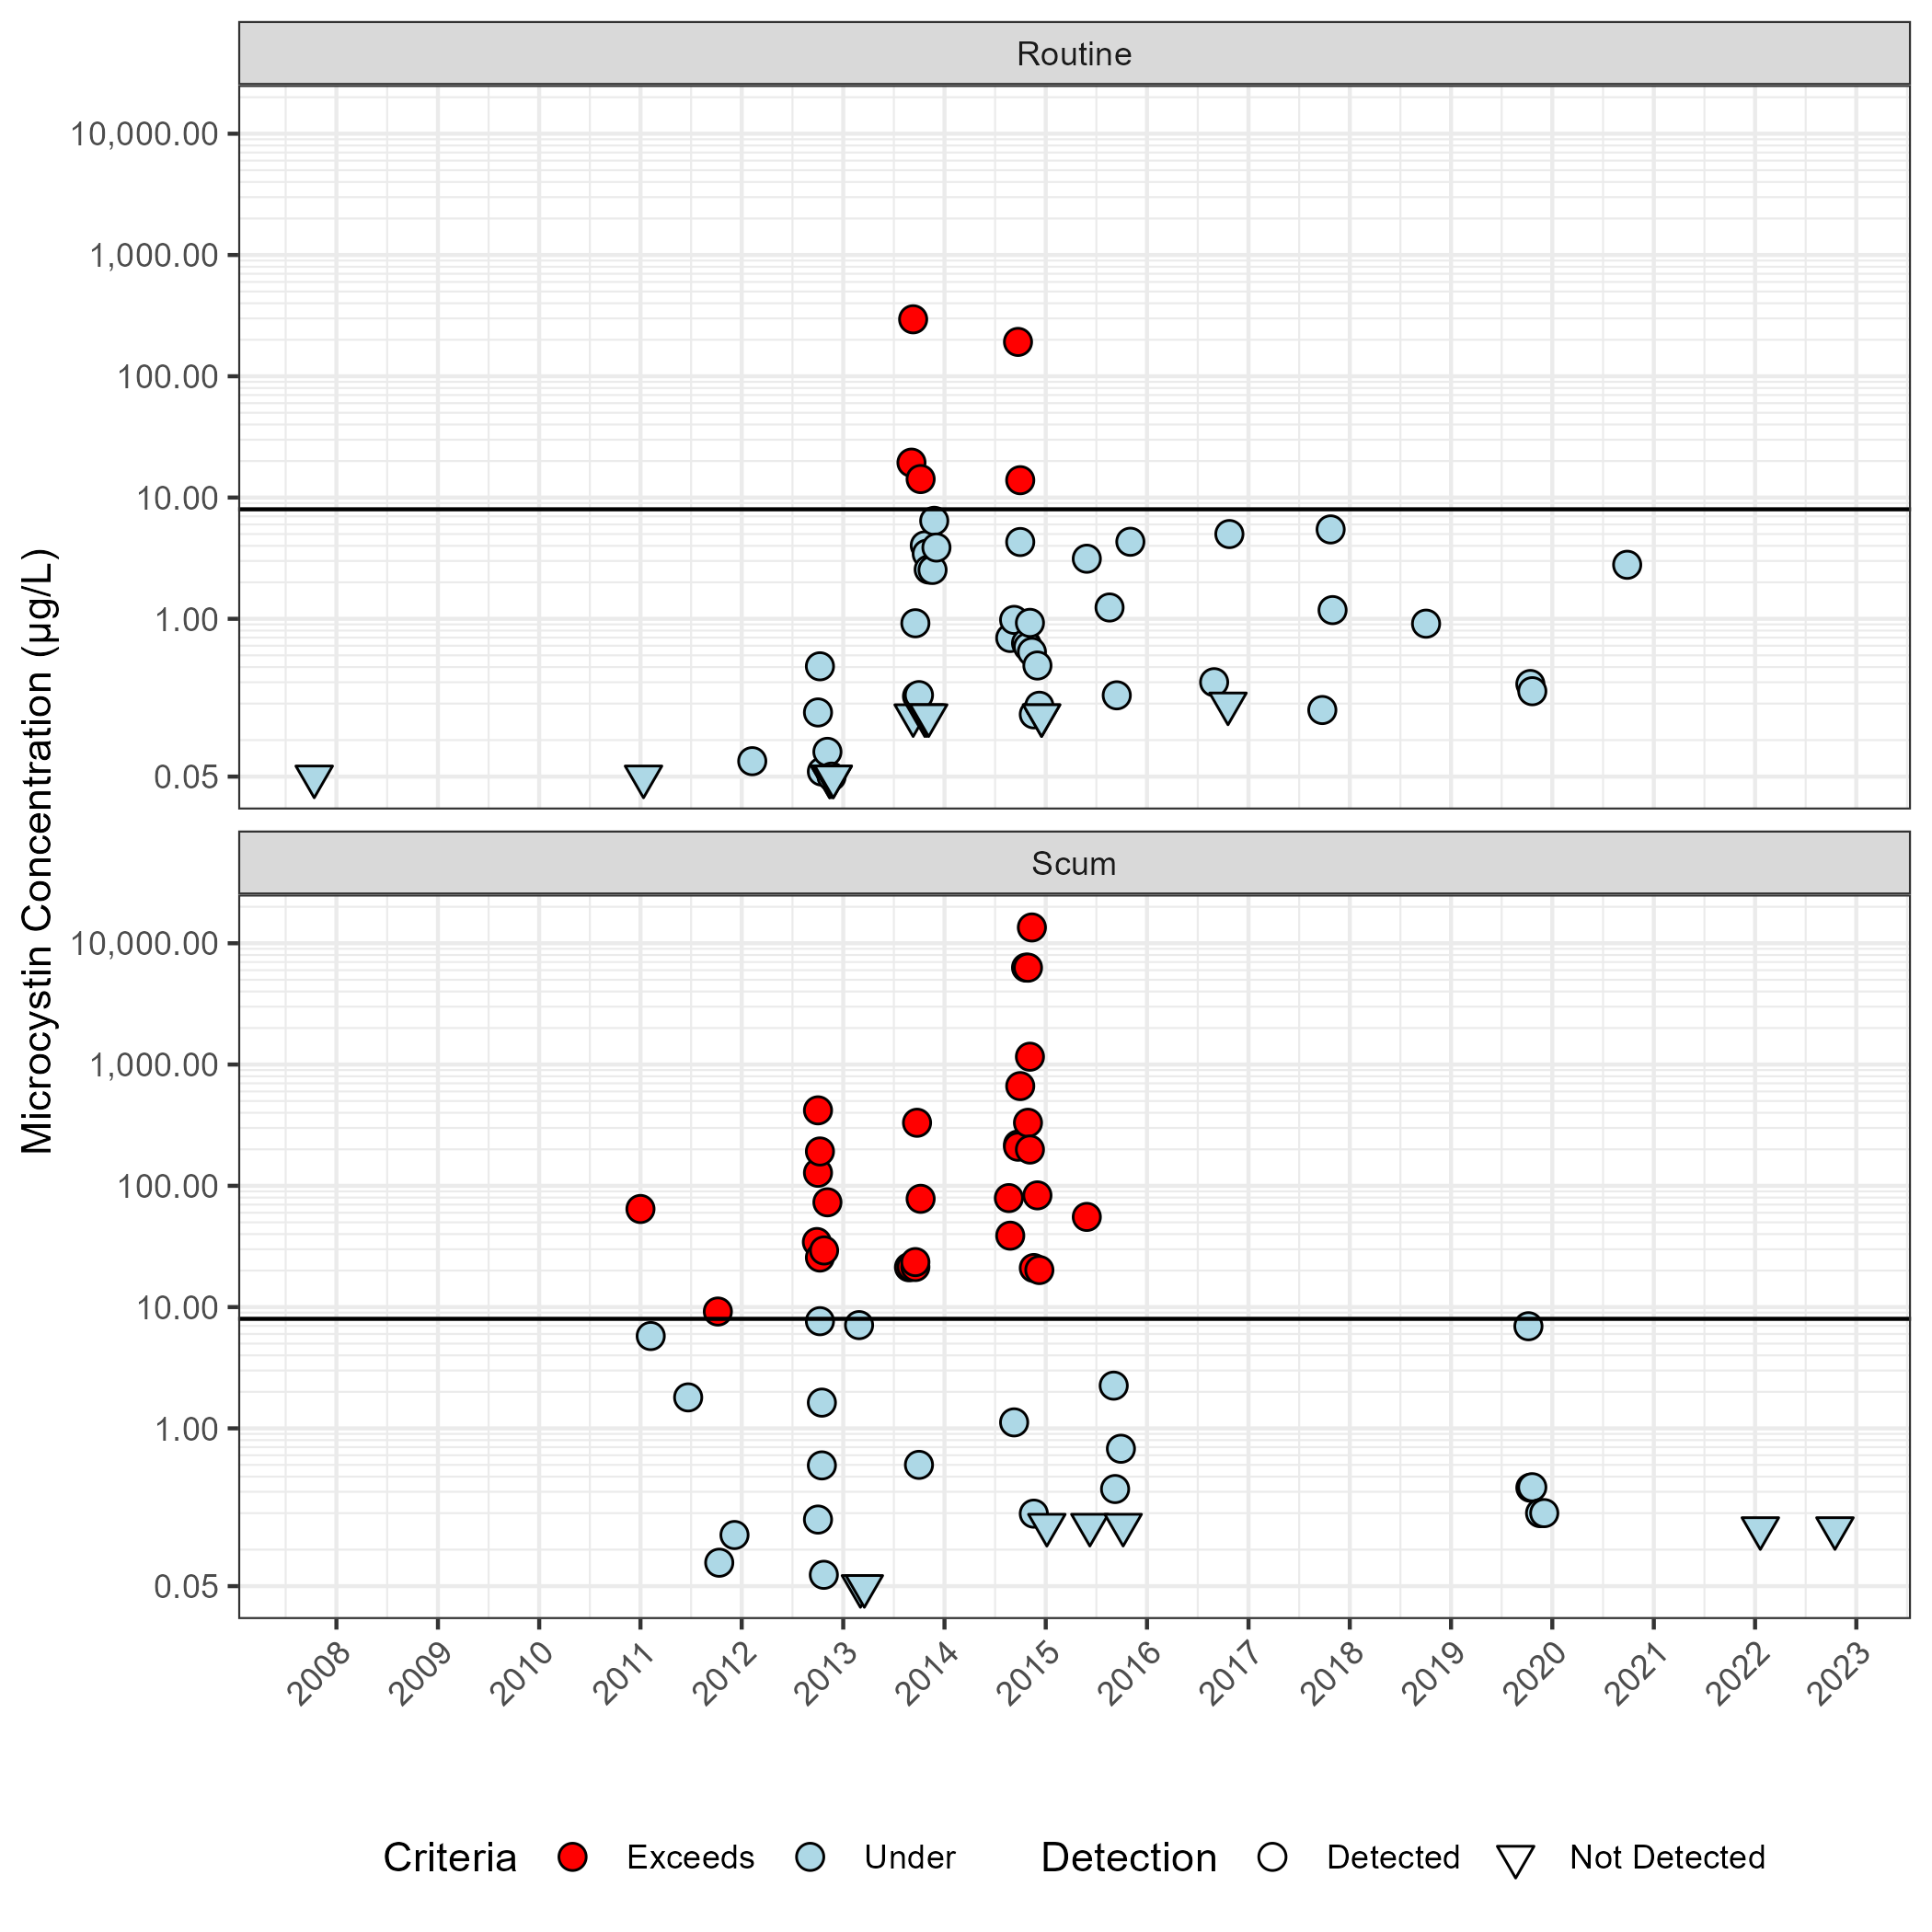 Routine
10,000.00
1,000.00
100.00
10.00
1.00
0.05
Microcystin Concentration (µg/L)
Scum
10,000.00
1,000.00
100.00
10.00
1.00
0.05
2008 2009 2010 2011 2012 2013 2014 2015 2016 2017 2018 2019 2020 2021 2022 2023
Criteria Exceeds Under Detection Detected Not Detected